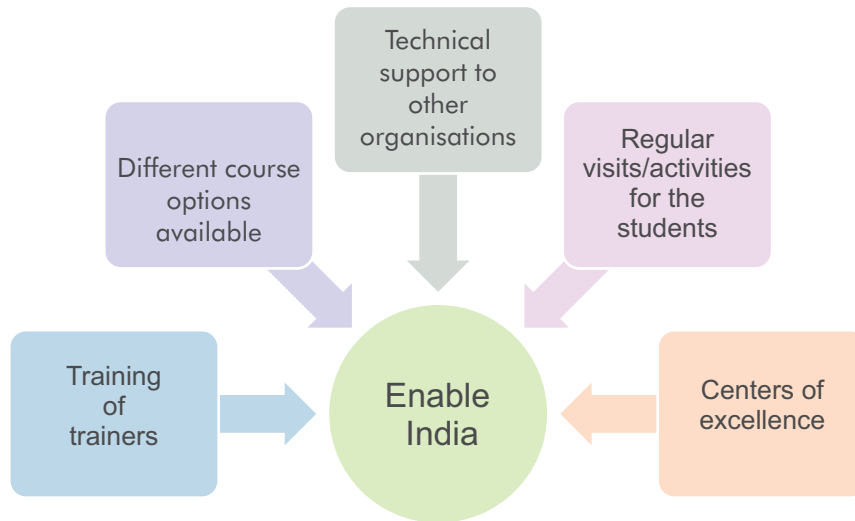 Technical
support to
other
organisations
Different course
options
available
Regular
visits/activities
for the
students
Training
of
trainers
Enable
India
Centers of
excellence